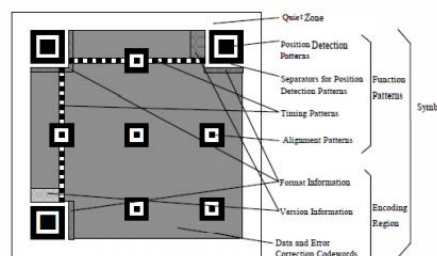 Quiet Zone
Position Detection
Patterns
Separators for Position
Detection Patterns
Function
Patterns
Timing Patterns
Symb
Alignment Patterns
Format Information
Version Information
Encoding
Region
Data and Error
Correction Codewords